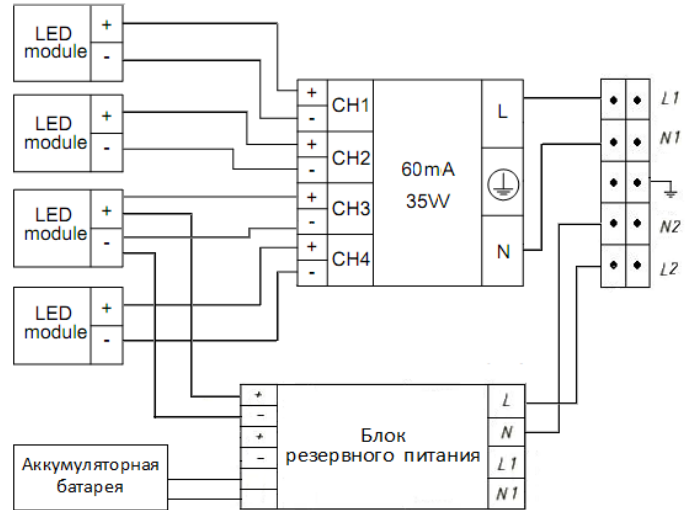 LED
module
+
-
LED
module
+
-
LED
module
+
-
LED
module
+
-
+
-
CH1
+
-
CH2
+
-
CH3
+
-
CH4
60mA
35W
L
N
L1
N1
N2
L2
+
-
+
-
Блок
резервного питания
L
N
L1
N1
Аккумуляторная
батарея